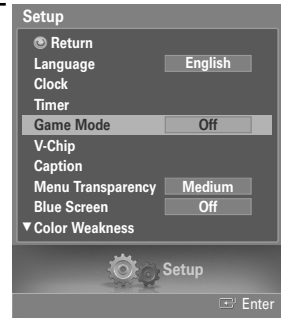 Setup
Return
Language English
Clock
Timer
Game Mode Off
V-Chip
Caption
Menu Transparency Medium
Blue Screen Off
▼Color Weakness
Setup
Enter